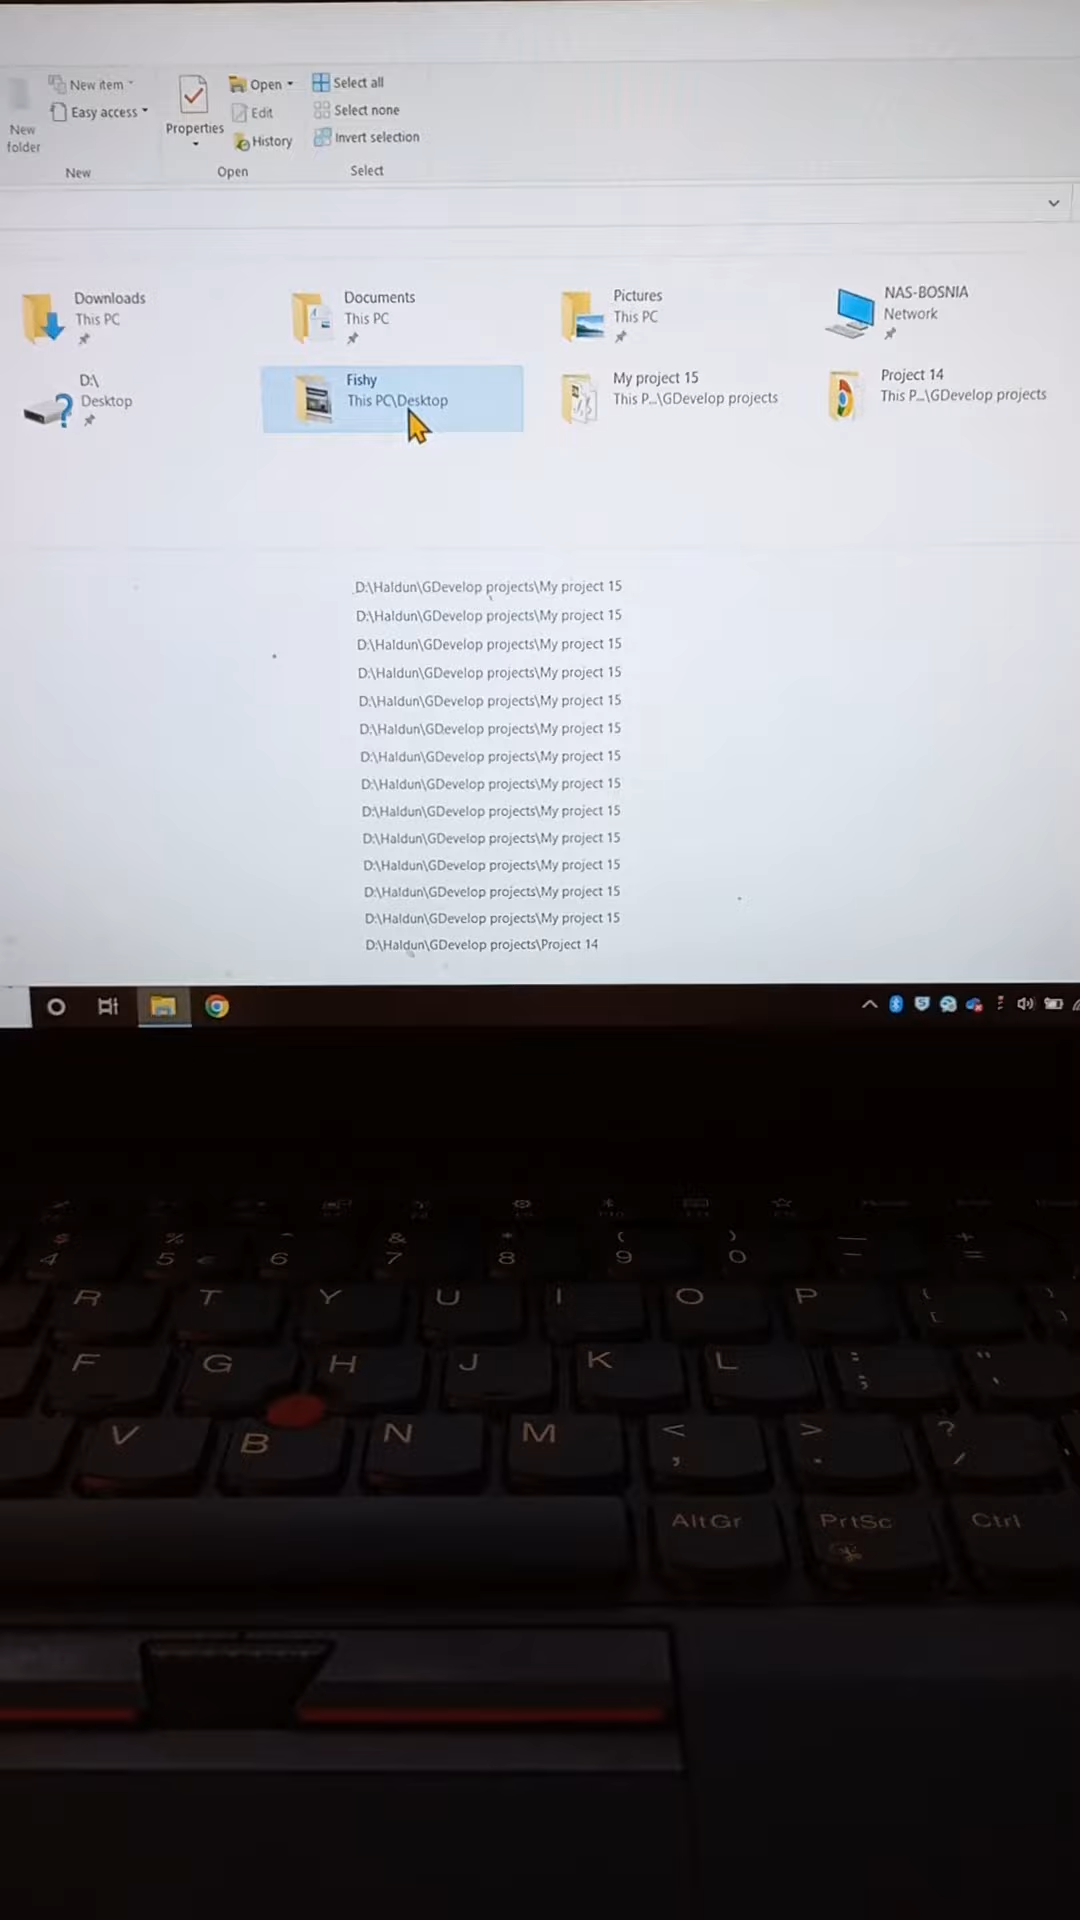 New item
Easy access
New
folder
New
Properties
Open
Edit
History
Open
Select all
Select none
Invert selection
Select
Downloads
This PC
Documents
This PC
Pictures
This PC
NAS-BOSNIA
Network
D:\
Desktop
Fishy
This PC\Desktop
My project 15
This P...\GDevelop projects
Project 14
This P...\GDevelop projects
D:\Haldun\GDevelop projects\My project 15
D:\Haldun\GDevelop projects\My project 15
D:\Haldun\GDevelop projects\My project 15
D:\Haldun\GDevelop projects\My project 15
D:\Haldun\GDevelop projects\My project 15
D:\Haldun\GDevelop projects\My project 15
D:\Haldun\GDevelop projects\My project 15
D:\Haldun\GDevelop projects\My project 15
D:\Haldun\GDevelop projects\My project 15
D:\Haldun\GDevelop projects\My project 15
D:\Haldun\GDevelop projects\My project 15
D:\Haldun\GDevelop projects\My project 15
D:\Haldun\GDevelop projects\My project 15
D:\Haldun\GDevelop projects\Project 14
$ % ^ & * ( ) — +
4 5 € 6 7 8 9 0 - =
R T Y U I O P { [ } ]
F G H J K L : ; " '
V B N M < , > . ? /
AltGr PrtSc Ctrl